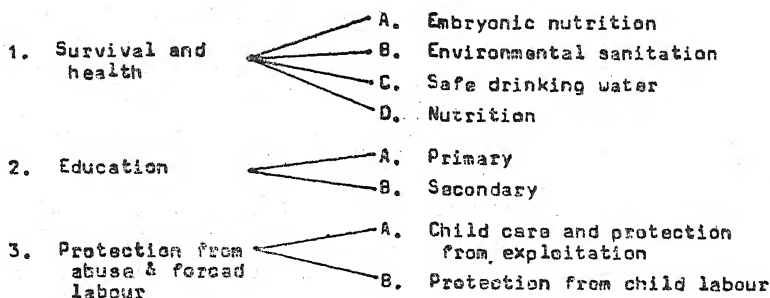 A. Embryonic nutrition
1. Survival and health
B. Environmental sanitation
C. Safe drinking water
D. Nutrition
A. Primary
2. Education
B. Secondary
A. Child care and protection from exploitation
3. Protection from abuse & forced labour
B. Protection from child labour